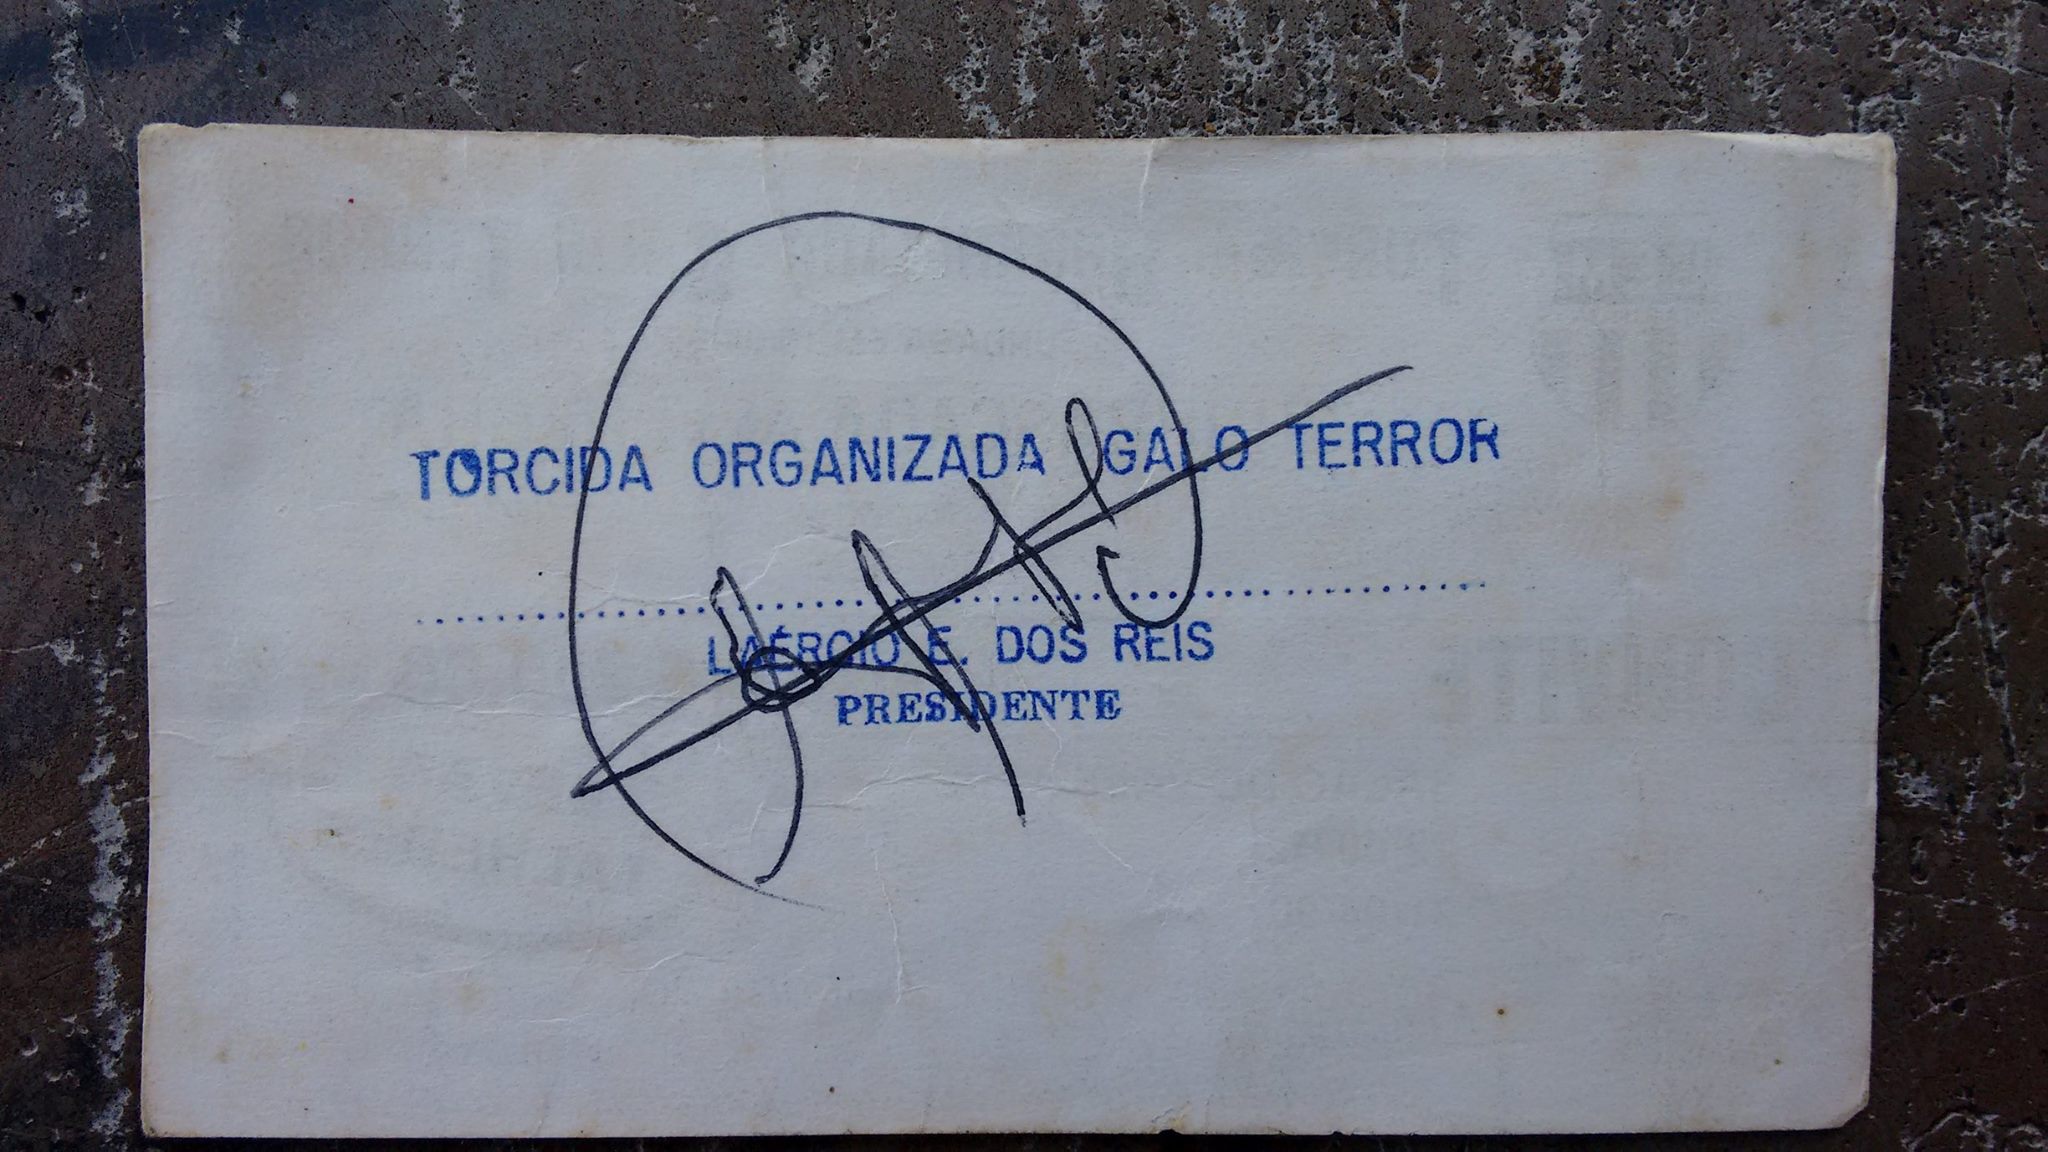 TORCIDA ORGANIZADA GALO TERROR
LAÉRCIO E. DOS REIS
PRESIDENTE